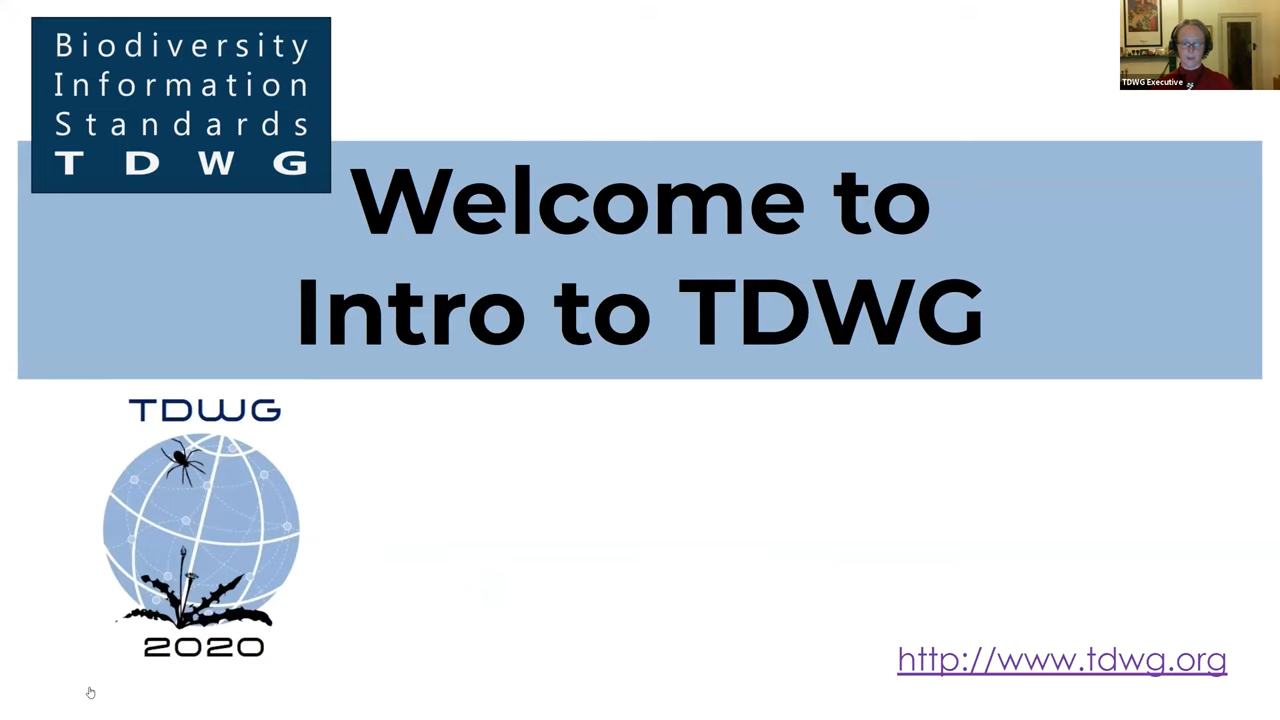 Biodiversity
Information
Standards
TDWG
TDWG Executive
Welcome to
Intro to TDWG
TDWG
2020
http://www.tdwg.org